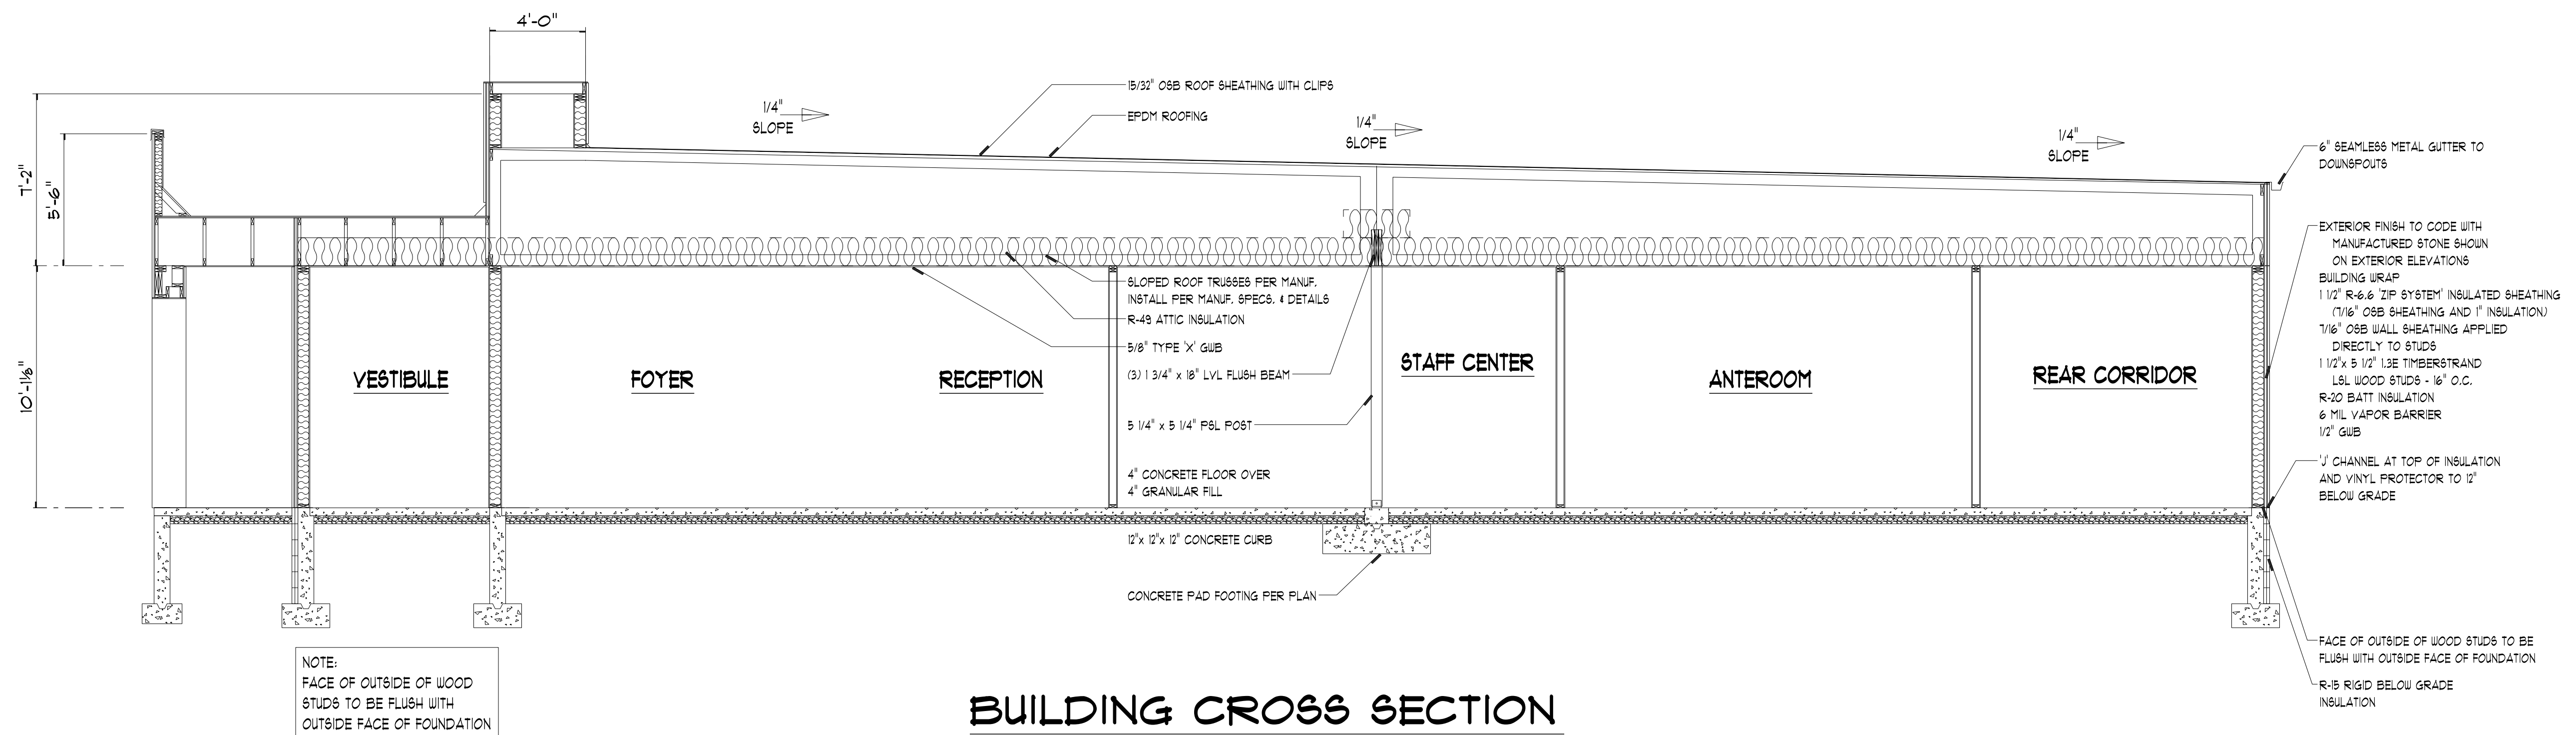 4'-0"
7'-2"
5'-6"
10'-1⅛"
1/4"
SLOPE
15/32" OSB ROOF SHEATHING WITH CLIPS
EPDM ROOFING
1/4"
SLOPE
1/4"
SLOPE
6" SEAMLESS METAL GUTTER TO
DOWNSPOUTS
EXTERIOR FINISH TO CODE WITH
MANUFACTURED STONE SHOWN
ON EXTERIOR ELEVATIONS
BUILDING WRAP
1 1/2" R-6.6 'ZIP SYSTEM' INSULATED SHEATHING
(7/16" OSB SHEATHING AND 1" INSULATION)
7/16" OSB WALL SHEATHING APPLIED
DIRECTLY TO STUDS
1 1/2"x 5 1/2" 1.3E TIMBERSTRAND
LSL WOOD STUDS - 16" O.C.
R-20 BATT INSULATION
6 MIL VAPOR BARRIER
1/2" GWB
'J' CHANNEL AT TOP OF INSULATION
AND VINYL PROTECTOR TO 12"
BELOW GRADE
SLOPED ROOF TRUSSES PER MANUF.
INSTALL PER MANUF. SPECS. & DETAILS
R-49 ATTIC INSULATION
5/8" TYPE 'X' GWB
(3) 1 3/4" x 18" LVL FLUSH BEAM
5 1/4" x 5 1/4" PSL POST
4" CONCRETE FLOOR OVER
4" GRANULAR FILL
12"x 12"x 12" CONCRETE CURB
CONCRETE PAD FOOTING PER PLAN
VESTIBULE
FOYER
RECEPTION
STAFF CENTER
ANTEROOM
REAR CORRIDOR
FACE OF OUTSIDE OF WOOD STUDS TO BE
FLUSH WITH OUTSIDE FACE OF FOUNDATION
R-15 RIGID BELOW GRADE
INSULATION
NOTE:
FACE OF OUTSIDE OF WOOD
STUDS TO BE FLUSH WITH
OUTSIDE FACE OF FOUNDATION
BUILDING CROSS SECTION